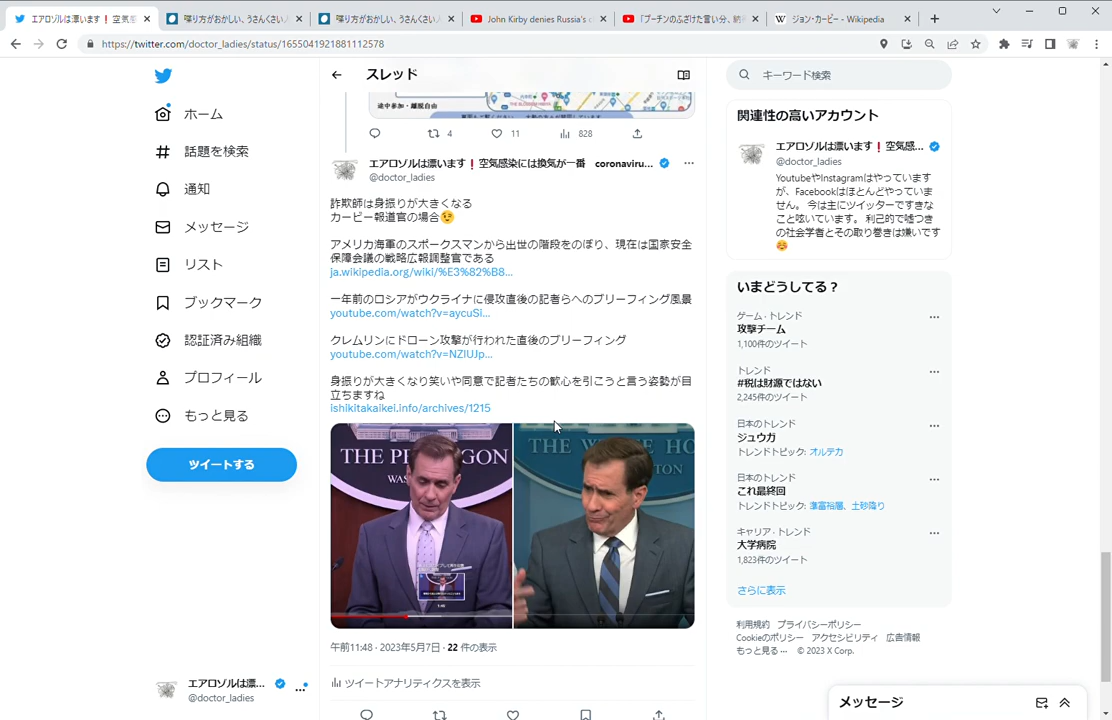 エアロゾルは漂います❗空気感
喋り方がおかしい、うさんくさい人
喋り方がおかしい、うさんくさい人
John Kirby denies Russia's c
「プーチンのふざけた言い分、納
ジョン・カービー - Wikipedia
https://twitter.com/doctor_ladies/status/1655041921881112578
ホーム
話題を検索
通知
メッセージ
リスト
ブックマーク
認証済み組織
プロフィール
もっと見る
ツイートする
エアロゾルは漂...
@doctor_ladies
スレッド
途中参加・離脱自由
4
11
828
エアロゾルは漂います❗空気感染には換気が一番 coronaviru...
@doctor_ladies
詐欺師は身振りが大きくなる
カービー報道官の場合😉
アメリカ海軍のスポークスマンから出世の階段をのぼり、現在は国家安全
保障会議の戦略広報調整官である
ja.wikipedia.org/wiki/%E3%82%B8...
一年前のロシアがウクライナに侵攻直後の記者らへのブリーフィング風景
youtube.com/watch?v=aycuSi...
クレムリンにドローン攻撃が行われた直後のブリーフィング
youtube.com/watch?v=NZIUJp...
身振りが大きくなり笑いや同意で記者たちの歓心を引こうと言う姿勢が目
立ちますね
ishikitakaikei.info/archives/1215
THE PENTAGON
WAS
THE WHITE HO
TON
午前11:48 · 2023年5月7日 · 22 件の表示
ツイートアナリティクスを表示
キーワード検索
関連性の高いアカウント
エアロゾルは漂います❗空気感...
@doctor_ladies
YoutubeやInstagramはやっています
が、Facebookはほとんどやっていま
せん。 今は主にツイッターですきな
こと呟いています。 利己的で嘘つき
の社会学者とその取り巻きは嫌いです
☺️
いまどうしてる?
ゲーム · トレンド
攻撃チーム
1,100件のツイート
トレンド
#税は財源ではない
2,245件のツイート
日本のトレンド
ジュウガ
トレンドトピック: オルテカ
日本のトレンド
これ最終回
トレンドトピック: 蓮富裕層、土砂降り
キャリア · トレンド
大学病院
1,823件のツイート
さらに表示
利用規約 プライバシーポリシー
Cookieのポリシー アクセシビリティ 広告情報
もっと見る ··· © 2023 X Corp.
メッセージ